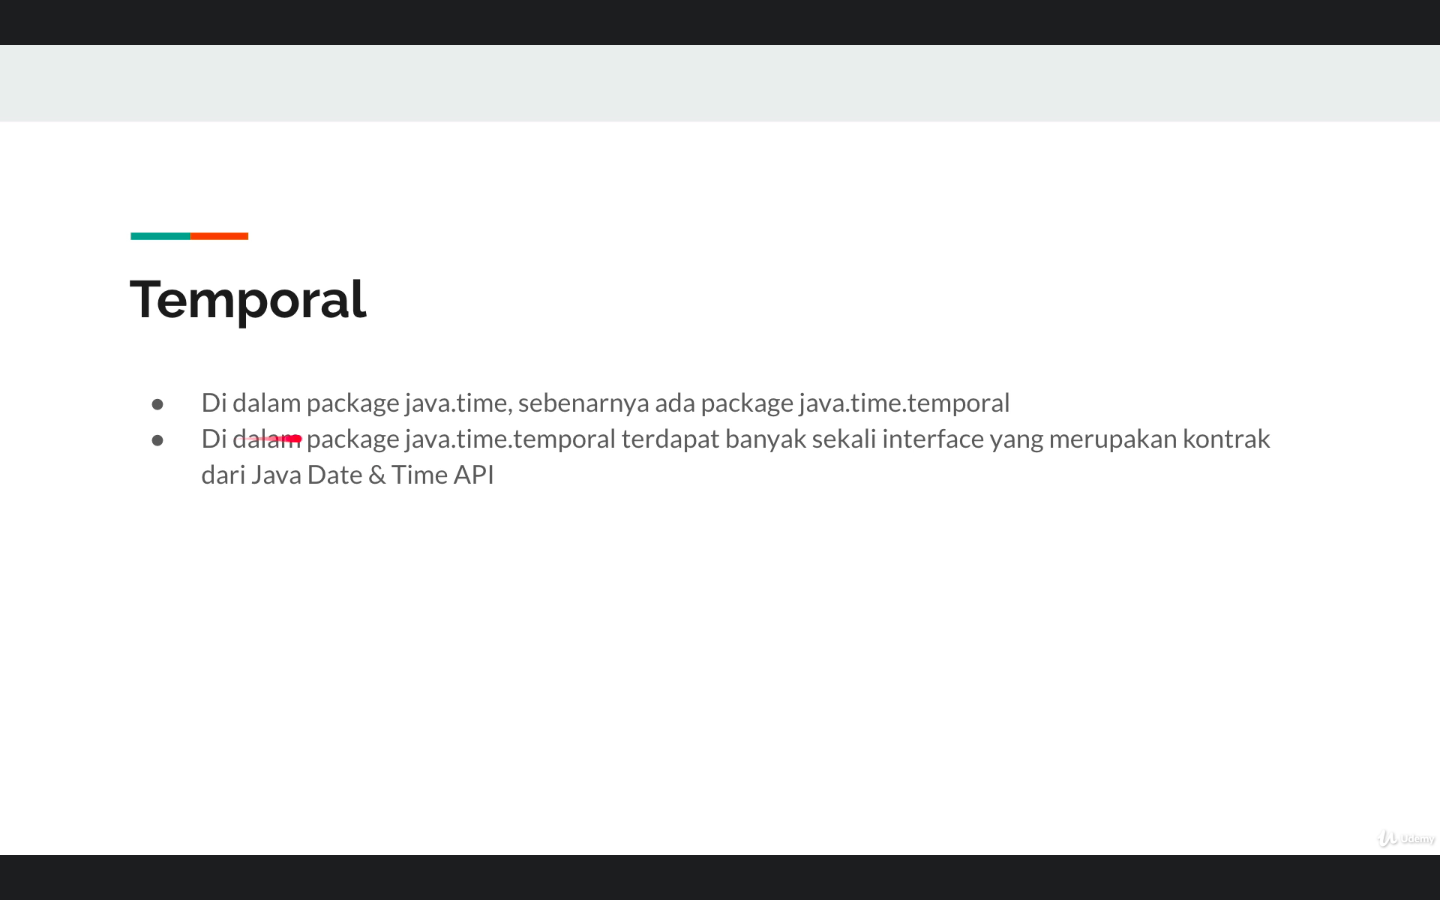 Temporal
● Di dalam package java.time, sebenarnya ada package java.time.temporal
● Di dalam package java.time.temporal terdapat banyak sekali interface yang merupakan kontrak
dari Java Date & Time API
Udemy